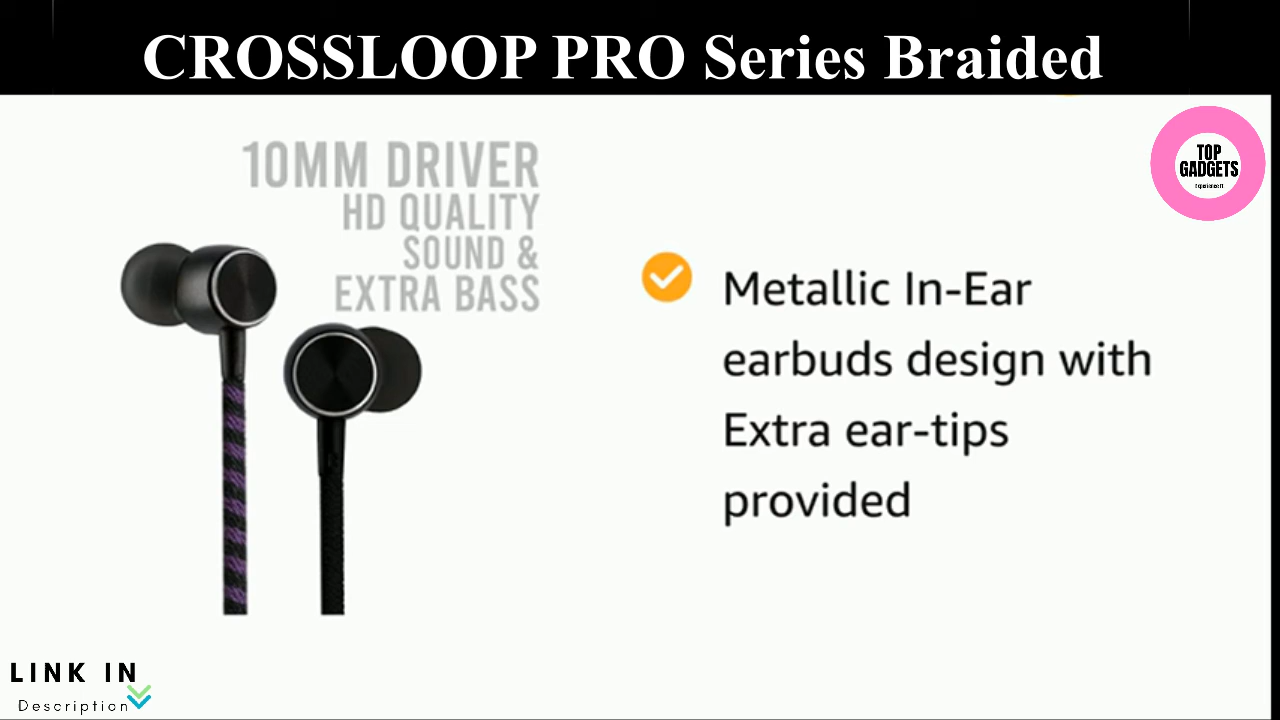 CROSSLOOP PRO Series Braided
10MM DRIVER
HD QUALITY
SOUND &
EXTRA BASS
TOP
GADGETS
Metallic In-Ear
earbuds design with
Extra ear-tips
provided
LINK IN
Description